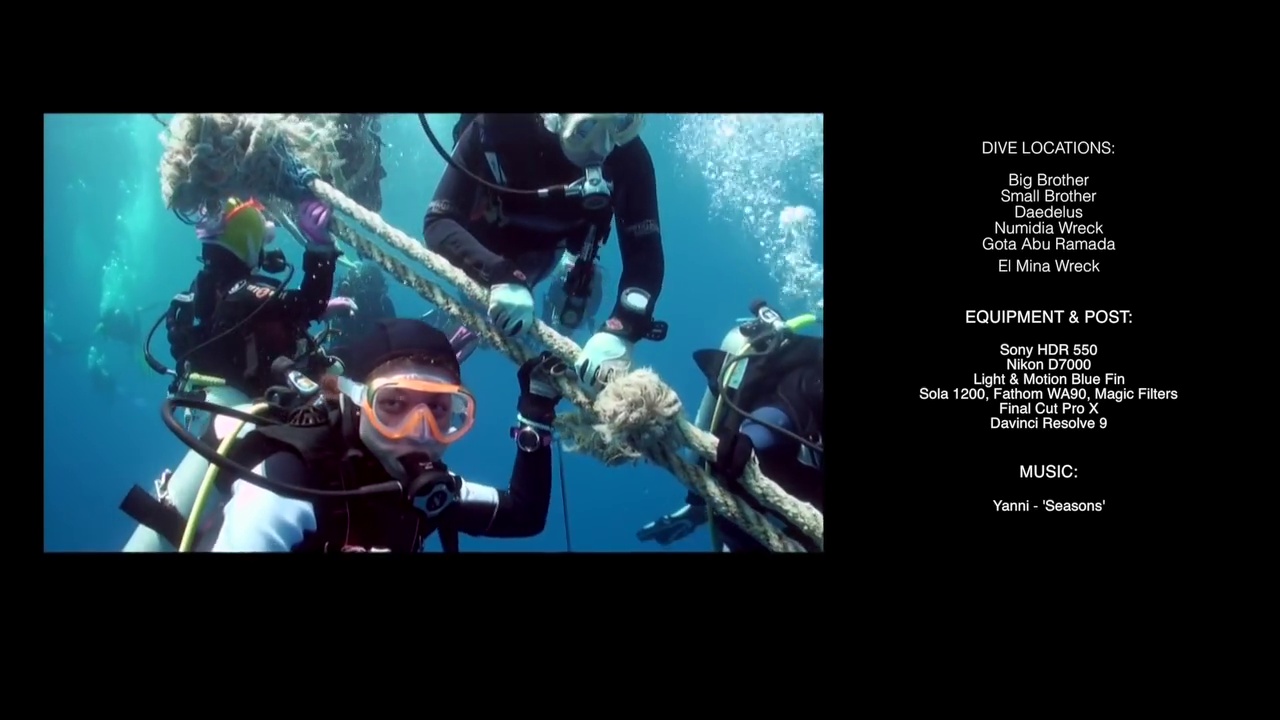 DIVE LOCATIONS:
Big Brother
Small Brother
Daedelus
Numidia Wreck
Gota Abu Ramada
El Mina Wreck
EQUIPMENT & POST:
Sony HDR 550
Nikon D7000
Light & Motion Blue Fin
Sola 1200, Fathom WA90, Magic Filters
Final Cut Pro X
Davinci Resolve 9
MUSIC:
Yanni - 'Seasons'